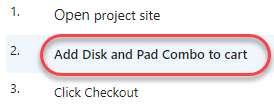 1. Open project site
2. Add Disk and Pad Combo to cart
3. Click Checkout